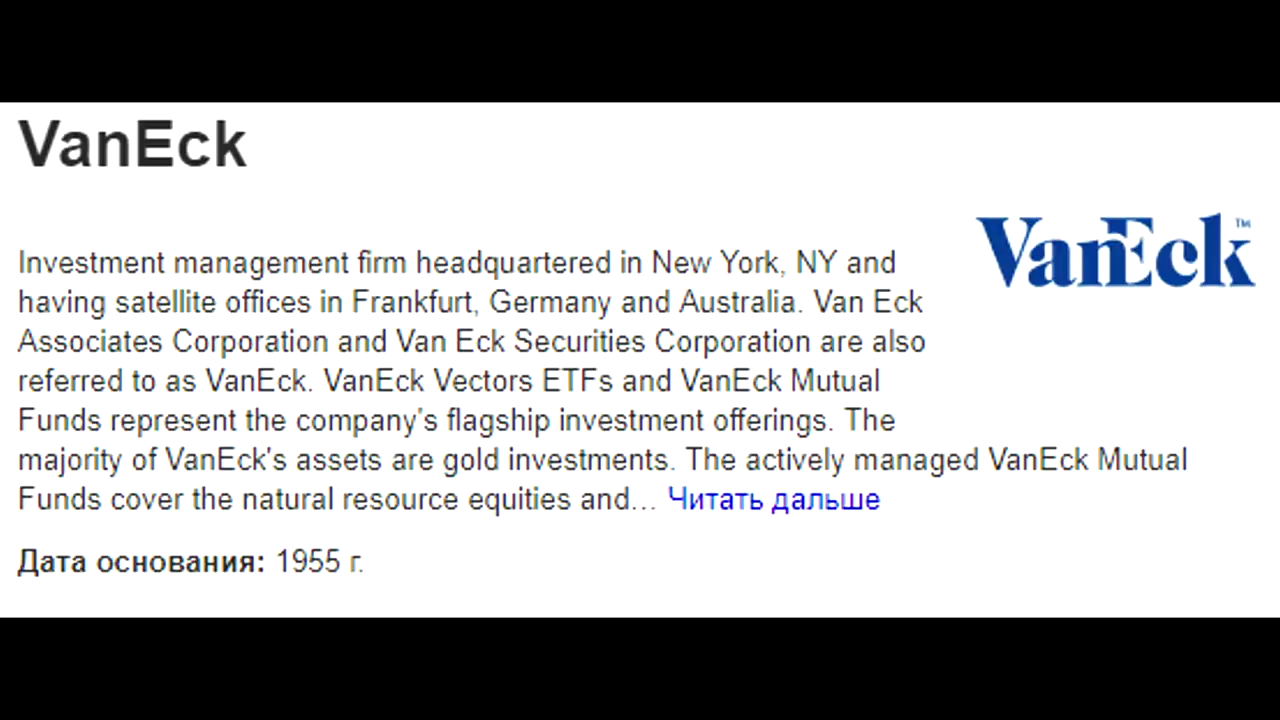 VanEck
VanEck™
Investment management firm headquartered in New York, NY and
having satellite offices in Frankfurt, Germany and Australia. Van Eck
Associates Corporation and Van Eck Securities Corporation are also
referred to as VanEck. VanEck Vectors ETFs and VanEck Mutual
Funds represent the company's flagship investment offerings. The
majority of VanEck's assets are gold investments. The actively managed VanEck Mutual
Funds cover the natural resource equities and... Читать дальше
Дата основания: 1955 г.